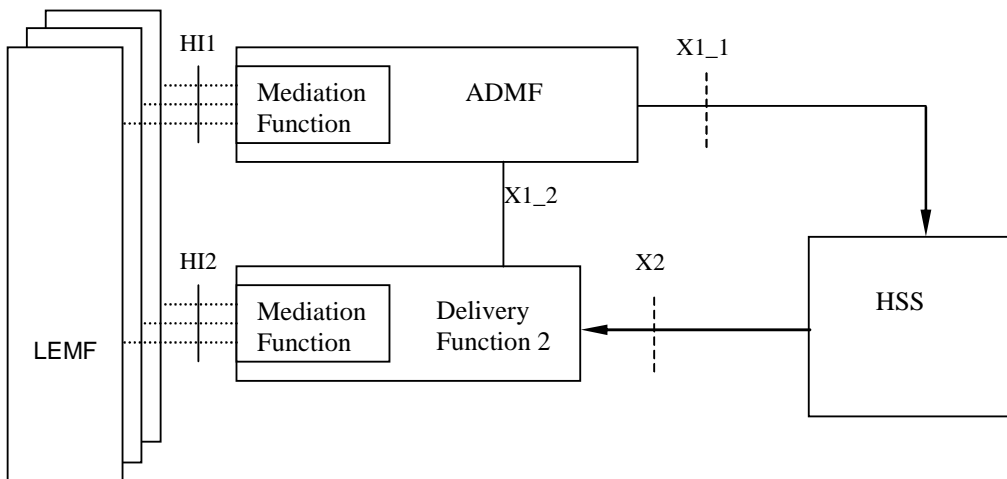 HI1
X1_1
Mediation
Function
ADMF
X1_2
HI2
X2
Mediation
Function
Delivery
Function 2
HSS
LEMF